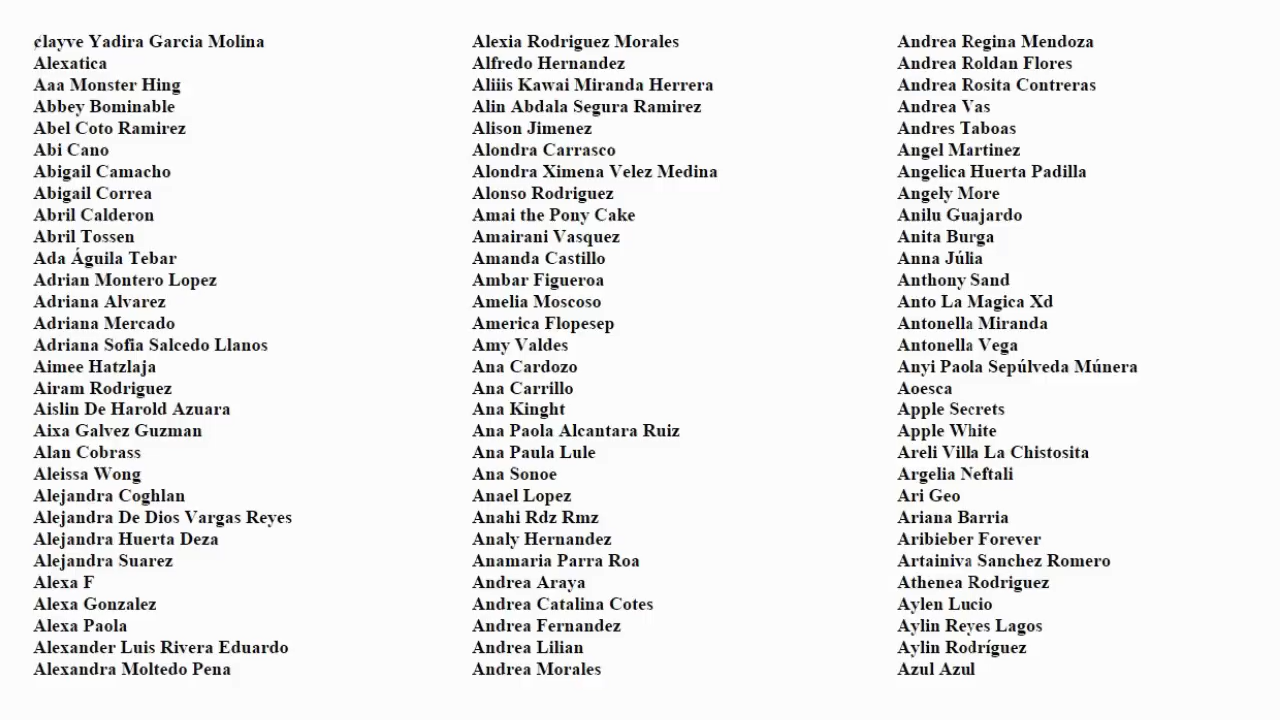 clayve Yadira Garcia Molina
Alexatica
Aaa Monster Hing
Abbey Bominable
Abel Coto Ramirez
Abi Cano
Abigail Camacho
Abigail Correa
Abril Calderon
Abril Tossen
Ada Águila Tebar
Adrian Montero Lopez
Adriana Alvarez
Adriana Mercado
Adriana Sofia Salcedo Llanos
Aimee Hatzlaja
Airam Rodriguez
Aislin De Harold Azuara
Aixa Galvez Guzman
Alan Cobrass
Aleissa Wong
Alejandra Coghlan
Alejandra De Dios Vargas Reyes
Alejandra Huerta Deza
Alejandra Suarez
Alexa F
Alexa Gonzalez
Alexa Paola
Alexander Luis Rivera Eduardo
Alexandra Moltedo Pena
Alexia Rodriguez Morales
Alfredo Hernandez
Aliiis Kawai Miranda Herrera
Alin Abdala Segura Ramirez
Alison Jimenez
Alondra Carrasco
Alondra Ximena Velez Medina
Alonso Rodriguez
Amai the Pony Cake
Amairani Vasquez
Amanda Castillo
Ambar Figueroa
Amelia Moscoso
America Flopesep
Amy Valdes
Ana Cardozo
Ana Carrillo
Ana Kinght
Ana Paola Alcantara Ruiz
Ana Paula Lule
Ana Sonoe
Anael Lopez
Anahi Rdz Rmz
Analy Hernandez
Anamaria Parra Roa
Andrea Araya
Andrea Catalina Cotes
Andrea Fernandez
Andrea Lilian
Andrea Morales
Andrea Regina Mendoza
Andrea Roldan Flores
Andrea Rosita Contreras
Andrea Vas
Andres Taboas
Angel Martinez
Angelica Huerta Padilla
Angely More
Anilu Guajardo
Anita Burga
Anna Júlia
Anthony Sand
Anto La Magica Xd
Antonella Miranda
Antonella Vega
Anyi Paola Sepúlveda Múnera
Aoesca
Apple Secrets
Apple White
Areli Villa La Chistosita
Argelia Neftali
Ari Geo
Ariana Barria
Aribieber Forever
Artainiva Sanchez Romero
Athenea Rodriguez
Aylen Lucio
Aylin Reyes Lagos
Aylin Rodríguez
Azul Azul